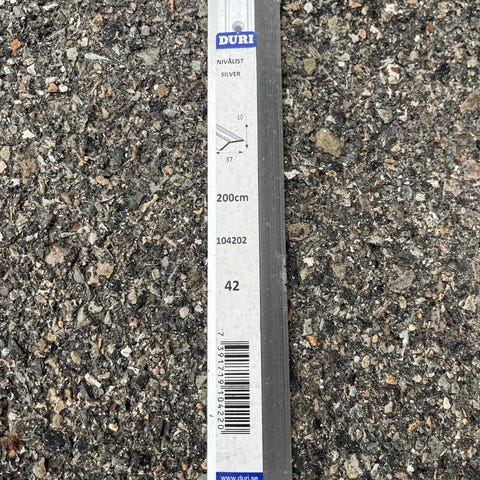 DURI
NIVÅLIST
SILVER
10
37
200cm
104202
42
7 391719 104220
www.duri.se